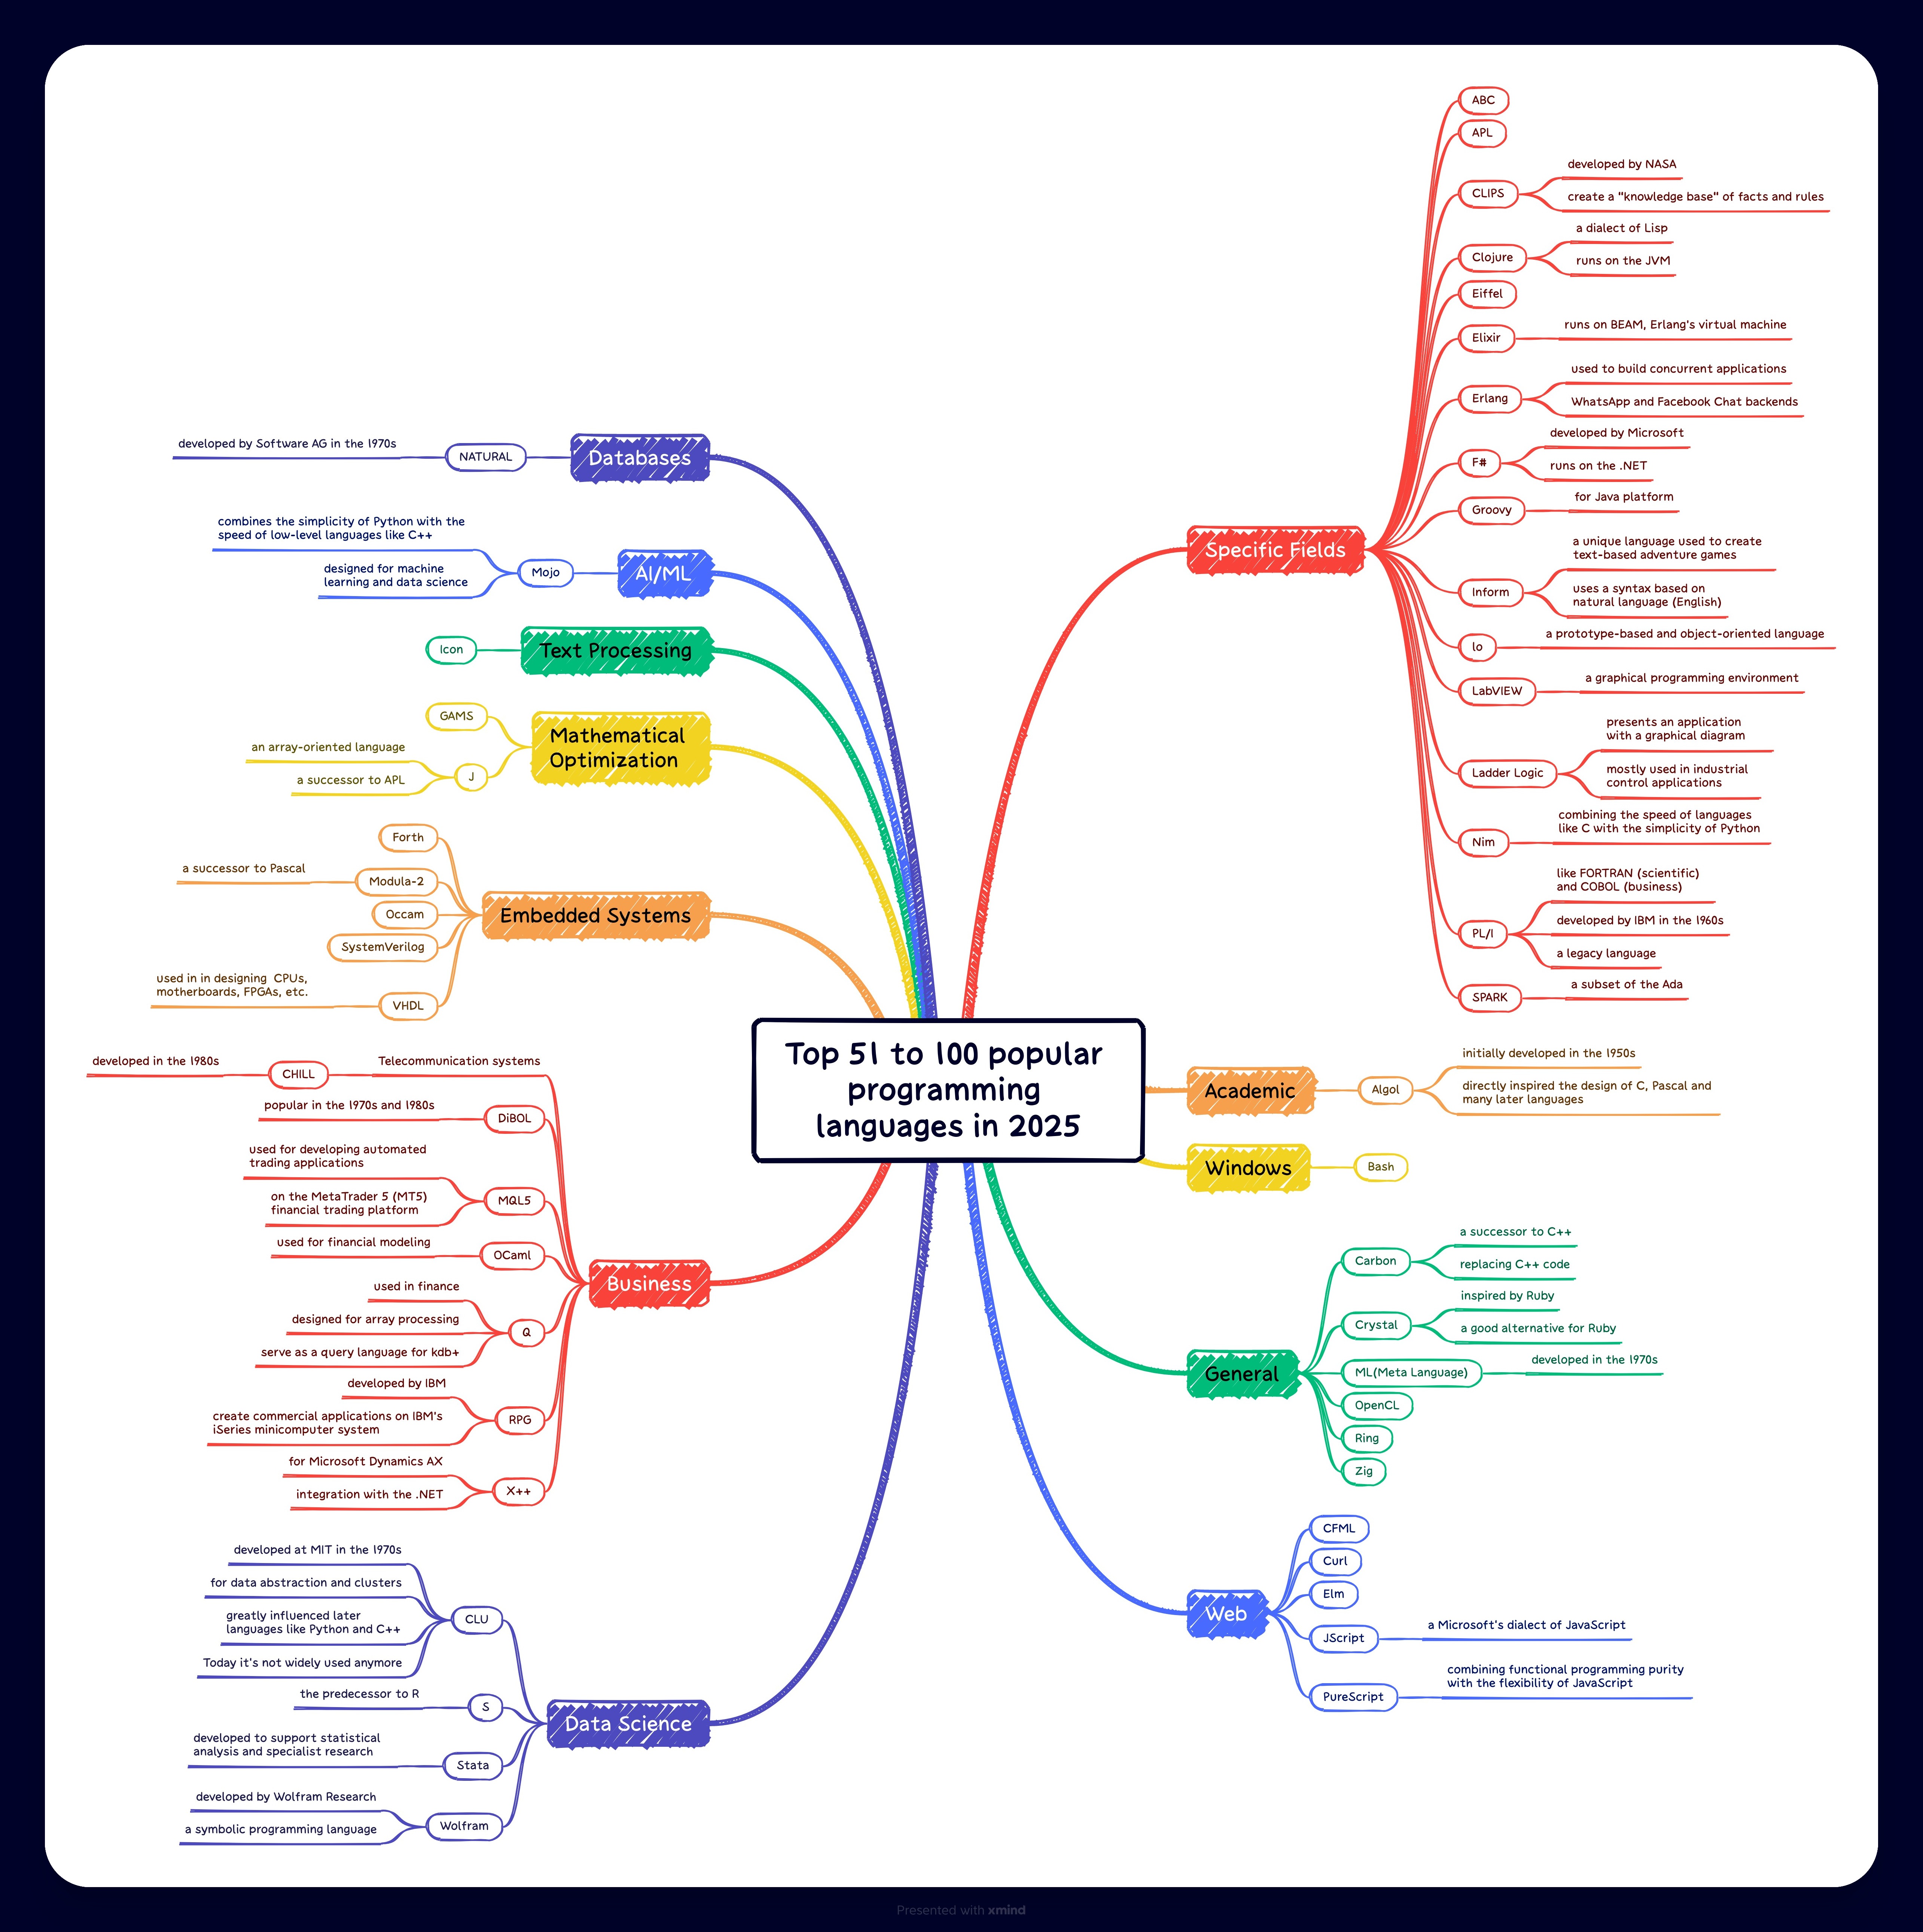 Top 51 to 100 popular
programming
languages in 2025
Specific Fields
ABC
APL
CLIPS
developed by NASA
create a "knowledge base" of facts and rules
Clojure
a dialect of Lisp
runs on the JVM
Eiffel
Elixir
runs on BEAM, Erlang's virtual machine
Erlang
used to build concurrent applications
WhatsApp and Facebook Chat backends
F#
developed by Microsoft
runs on the .NET
Groovy
for Java platform
Inform
a unique language used to create
text-based adventure games
uses a syntax based on
natural language (English)
lo
a prototype-based and object-oriented language
LabVIEW
a graphical programming environment
Ladder Logic
presents an application
with a graphical diagram
mostly used in industrial
control applications
Nim
combining the speed of languages
like C with the simplicity of Python
PL/I
like FORTRAN (scientific)
and COBOL (business)
developed by IBM in the 1960s
a legacy language
SPARK
a subset of the Ada
Academic
Algol
initially developed in the 1950s
directly inspired the design of C, Pascal and
many later languages
Windows
Bash
General
Carbon
a successor to C++
replacing C++ code
Crystal
inspired by Ruby
a good alternative for Ruby
ML(Meta Language)
developed in the 1970s
OpenCL
Ring
Zig
Web
CFML
Curl
Elm
JScript
a Microsoft's dialect of JavaScript
PureScript
combining functional programming purity
with the flexibility of JavaScript
Databases
NATURAL
developed by Software AG in the 1970s
AI/ML
Mojo
combines the simplicity of Python with the
speed of low-level languages like C++
designed for machine
learning and data science
Text Processing
Icon
Mathematical
Optimization
GAMS
J
an array-oriented language
a successor to APL
Embedded Systems
Forth
Modula-2
a successor to Pascal
Occam
SystemVerilog
VHDL
used in in designing  CPUs,
motherboards, FPGAs, etc.
Business
Telecommunication systems
CHILL
developed in the 1980s
DiBOL
popular in the 1970s and 1980s
MQL5
used for developing automated
trading applications
on the MetaTrader 5 (MT5)
financial trading platform
OCaml
used for financial modeling
Q
used in finance
designed for array processing
serve as a query language for kdb+
RPG
developed by IBM
create commercial applications on IBM's
iSeries minicomputer system
X++
for Microsoft Dynamics AX
integration with the .NET
Data Science
CLU
developed at MIT in the 1970s
for data abstraction and clusters
greatly influenced later
languages like Python and C++
Today it's not widely used anymore
S
the predecessor to R
Stata
developed to support statistical
analysis and specialist research
Wolfram
developed by Wolfram Research
a symbolic programming language
Presented with xmind